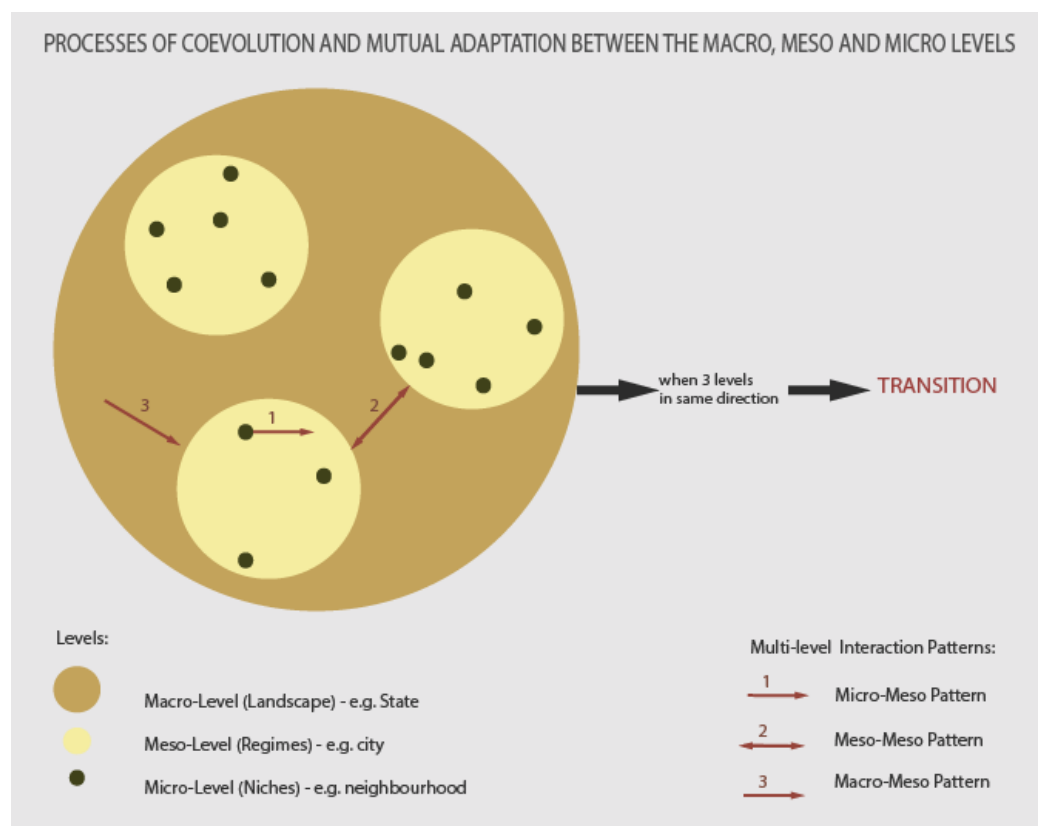 PROCESSES OF COEVOLUTION AND MUTUAL ADAPTATION BETWEEN THE MACRO, MESO AND MICRO LEVELS
3
1
2
when 3 levels
in same direction
TRANSITION
Levels:
Macro-Level (Landscape) - e.g. State
Meso-Level (Regimes) - e.g. city
Micro-Level (Niches) - e.g. neighbourhood
Multi-level Interaction Patterns:
1
Micro-Meso Pattern
2
Meso-Meso Pattern
3
Macro-Meso Pattern